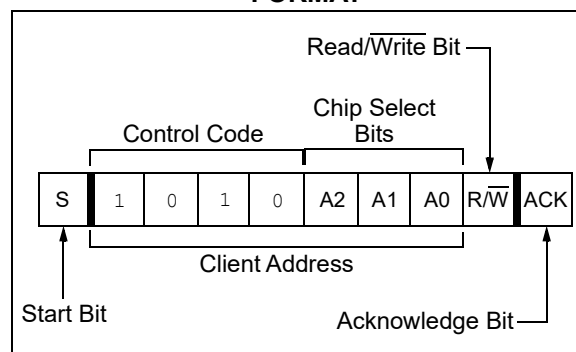 FORMAT
Read/Write Bit
Chip Select
Control Code Bits
S 1 0 1 0 A2 A1 A0 R/W ACK
Client Address
Start Bit
Acknowledge Bit